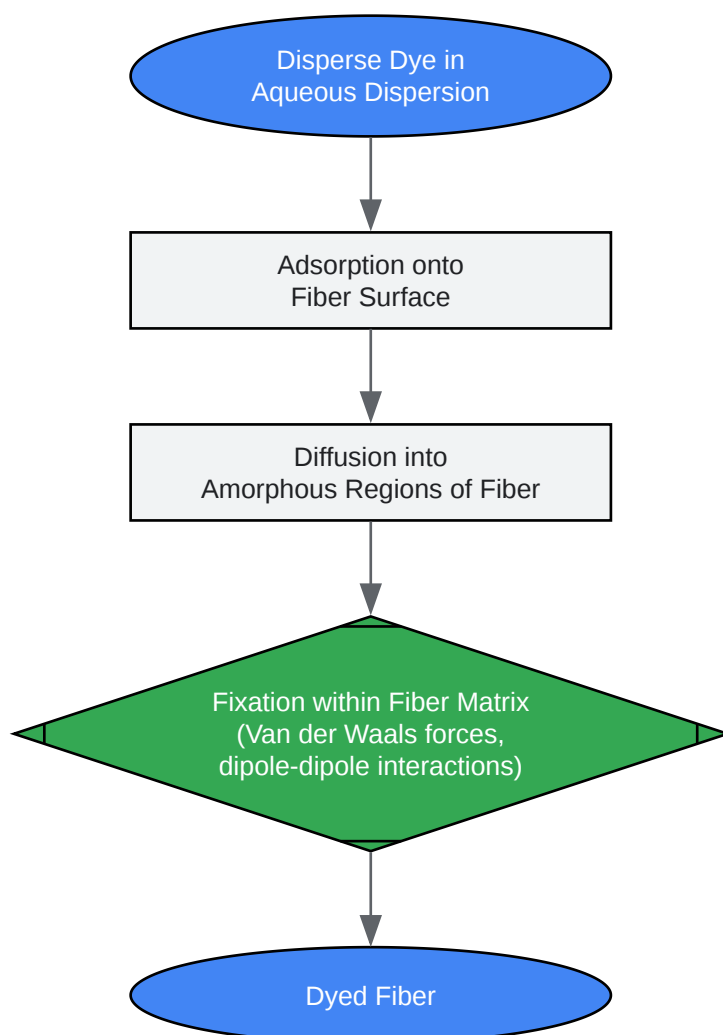 Disperse Dye in
Aqueous Dispersion
Adsorption onto
Fiber Surface
Diffusion into
Amorphous Regions of Fiber
Fixation within Fiber Matrix
(Van der Waals forces,
dipole-dipole interactions)
Dyed Fiber